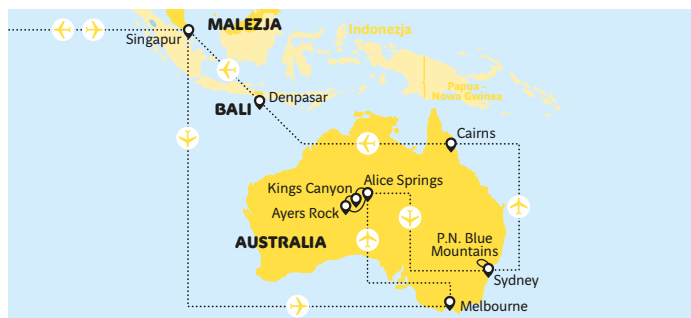 MALEZJA
Singapur
Indonezja
Papua -
Nowa Gwinea
Denpasar
BALI
Cairns
Kings Canyon
Alice Springs
Ayers Rock
AUSTRALIA
P.N. Blue
Mountains
Sydney
Melbourne